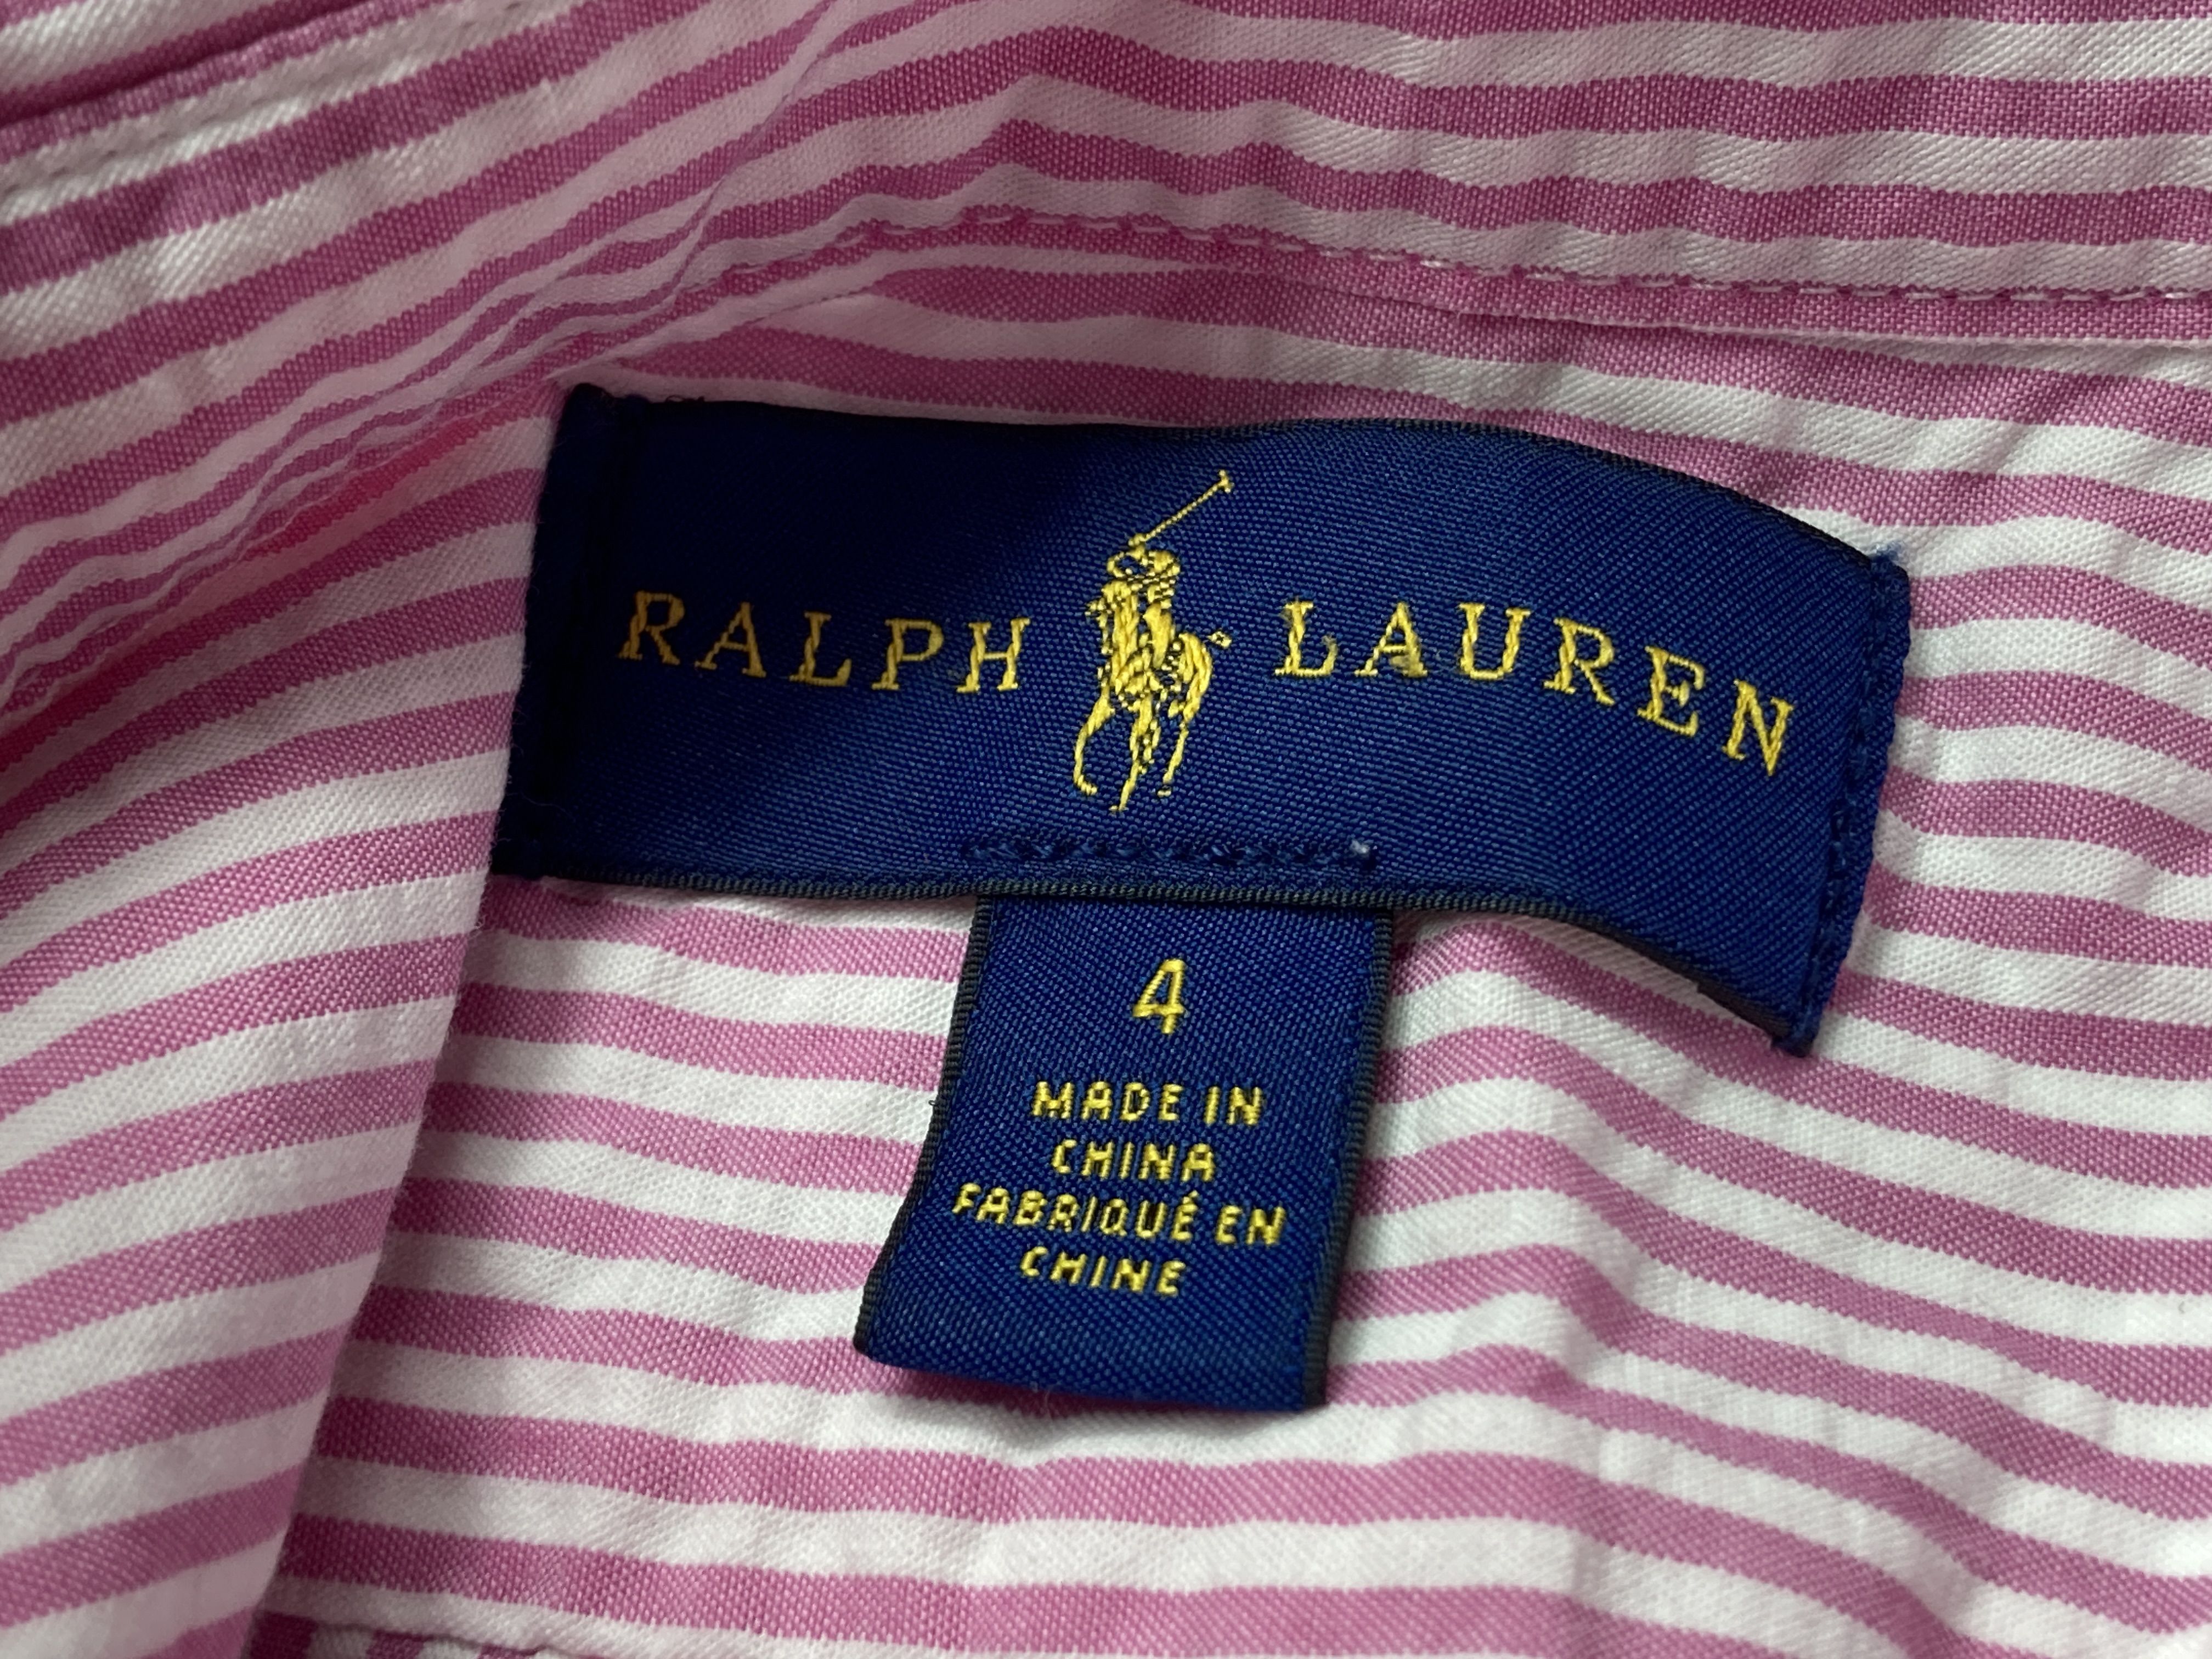 RALPH LAUREN
4
MADE IN
CHINA
FABRIQUÉ EN
CHINE